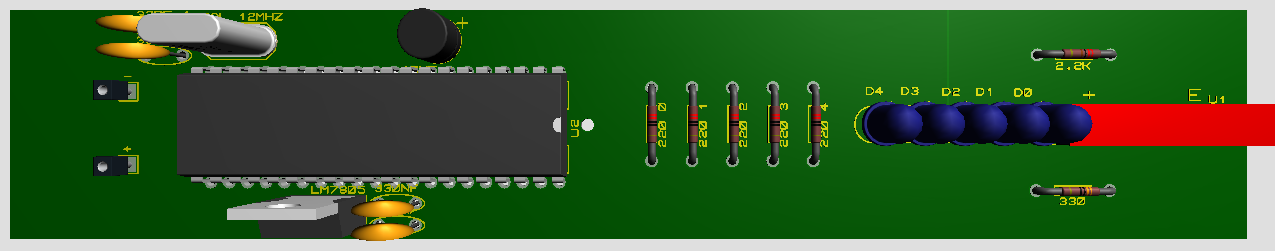 12MHZ
+
2.2K
D4 D3 D2 D1 D0
+
E U1
-
+
U2
220 0
220 1
220 2
220 3
220 4
LM7805 330NF
330